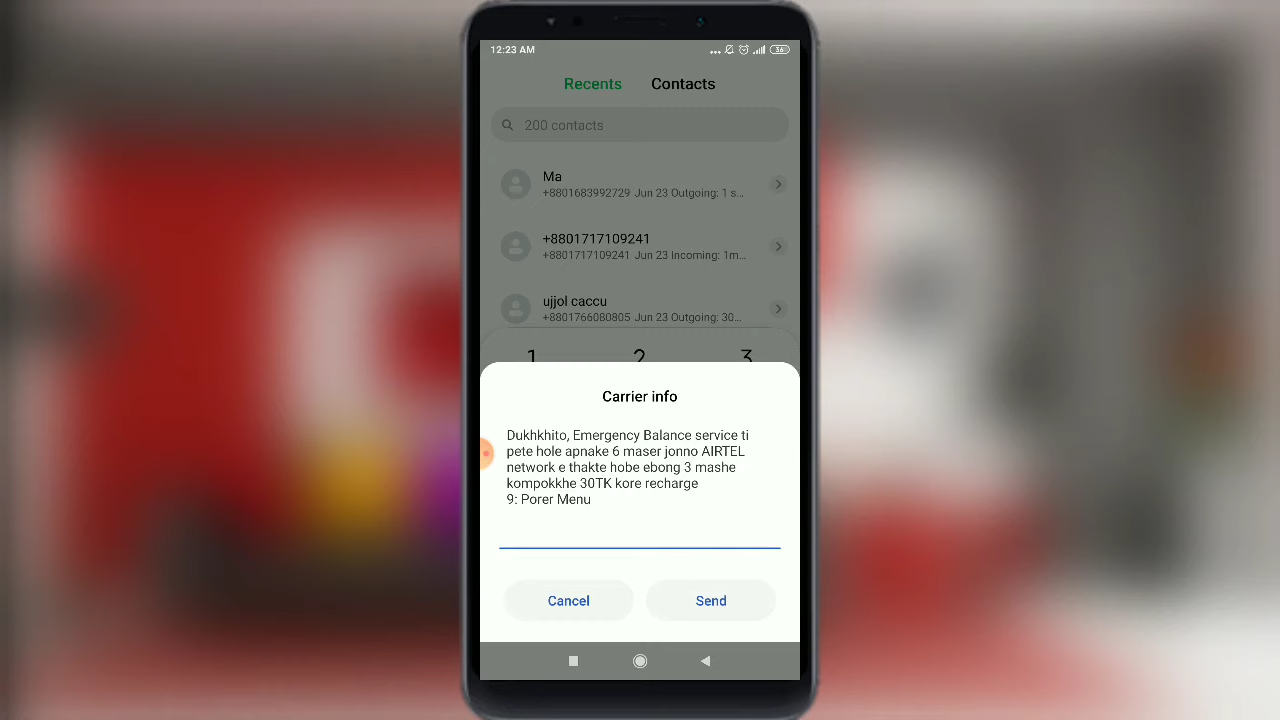 12:23 AM
36
Recents
Contacts
200 contacts
Ma
+8801683992729 Jun 23 Outgoing: 1 s...
+8801717109241
+8801717109241 Jun 23 Incoming: 1m...
ujjol caccu
+8801766080805 Jun 23 Outgoing: 30...
1
2
3
Carrier info
Dukhkhito, Emergency Balance service ti
pete hole apnake 6 maser jonno AIRTEL
network e thakte hobe ebong 3 mashe
kompokkhe 30TK kore recharge
9: Porer Menu
Cancel
Send